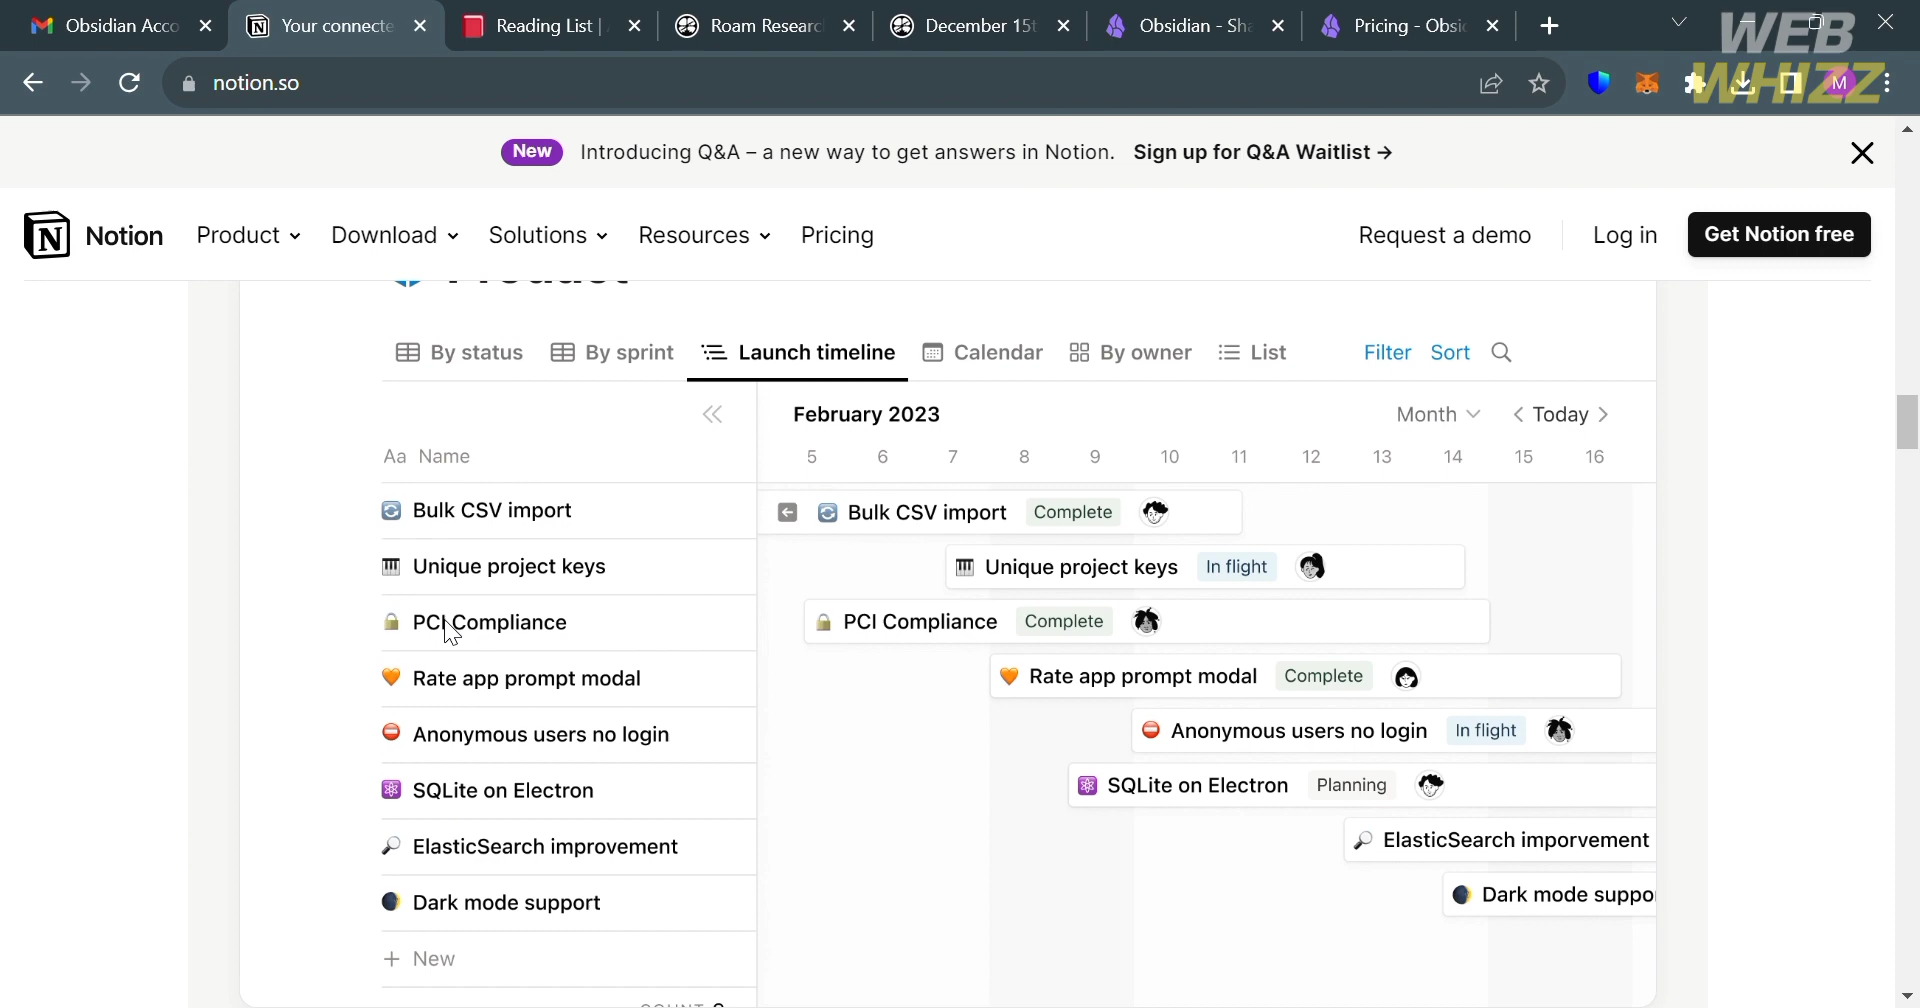 Obsidian Acco
Your connecte
Reading List |
Roam Researc
December 15t
Obsidian - Sha
Pricing - Obsi
WEB
WHIZZ
notion.so
M
New Introducing Q&A – a new way to get answers in Notion. Sign up for Q&A Waitlist →
N Notion Product Download Solutions Resources Pricing Request a demo Log in Get Notion free
Product
By status By sprint Launch timeline Calendar By owner List Filter Sort
February 2023 Month Today
Aa Name 5 6 7 8 9 10 11 12 13 14 15 16
Bulk CSV import
Bulk CSV import Complete
Unique project keys
Unique project keys In flight
PCI Compliance
PCI Compliance Complete
Rate app prompt modal
Rate app prompt modal Complete
Anonymous users no login
Anonymous users no login In flight
SQLite on Electron
SQLite on Electron Planning
ElasticSearch improvement
ElasticSearch imporvement
Dark mode support
Dark mode suppo
+ New